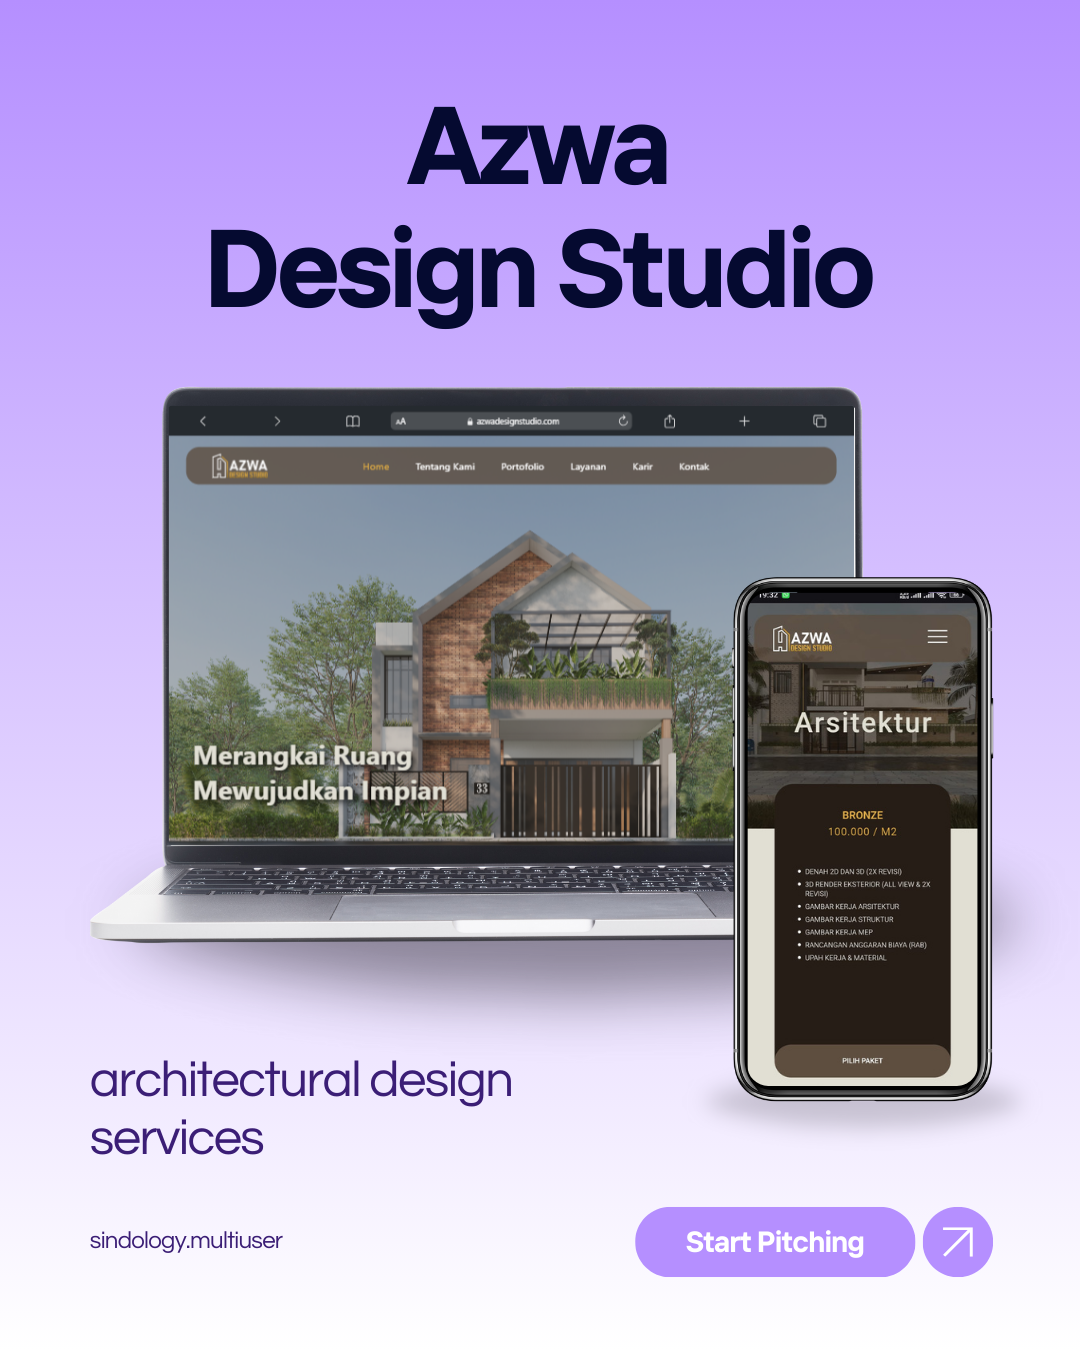 Azwa
Design Studio
AA
azwadesignstudio.com
AZWA
DESIGN STUDIO
Home Tentang Kami Portofolio Layanan Karir Kontak
Merangkai Ruang
Mewujudkan Impian
33
19:32
AZWA
DESIGN STUDIO
Arsitektur
BRONZE
100.000 / M2
DENAH 2D DAN 3D (2X REVISI)
3D RENDER EKSTERIOR (ALL VIEW & 2X
REVISI)
GAMBAR KERJA ARSITEKTUR
GAMBAR KERJA STRUKTUR
GAMBAR KERJA MEP
RANCANGAN ANGGARAN BIAYA (RAB)
UPAH KERJA & MATERIAL
PILIH PAKET
architectural design
services
sindology.multiuser
Start Pitching